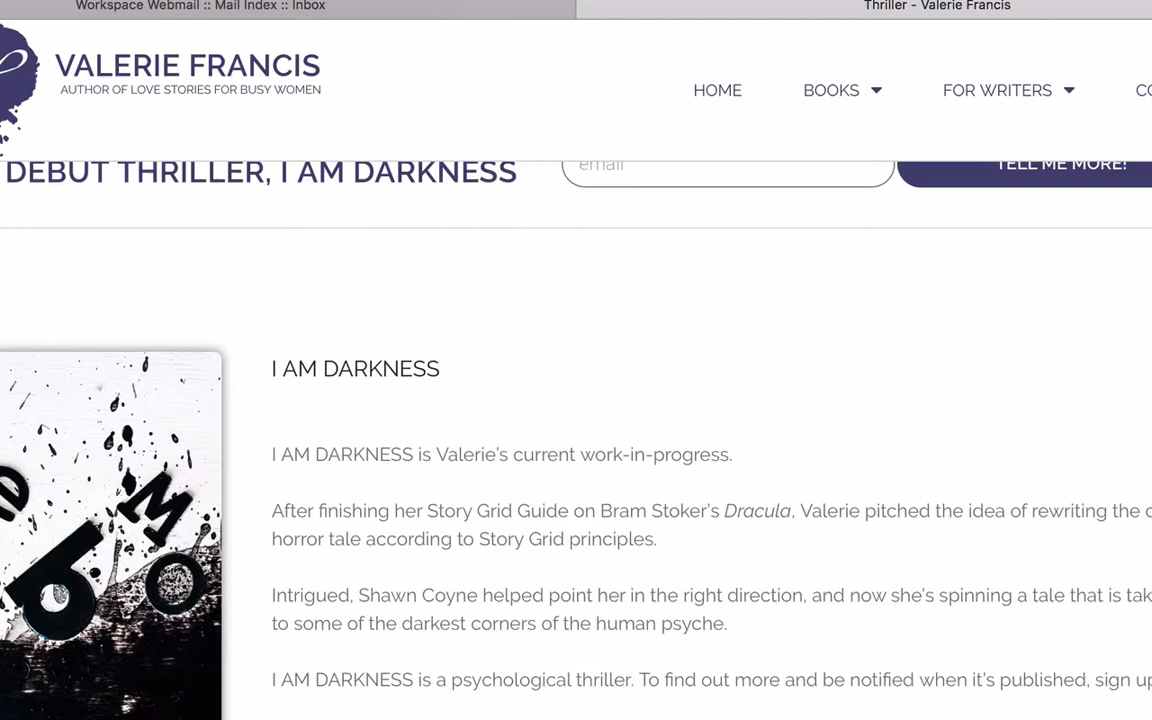 Workspace Webmail :: Mail Index :: Inbox
Thriller - Valerie Francis
VALERIE FRANCIS
AUTHOR OF LOVE STORIES FOR BUSY WOMEN
HOME
BOOKS
FOR WRITERS
DEBUT THRILLER, I AM DARKNESS
email
TELL ME MORE!
I AM DARKNESS
I AM DARKNESS is Valerie's current work-in-progress.
After finishing her Story Grid Guide on Bram Stoker's Dracula, Valerie pitched the idea of rewriting the
horror tale according to Story Grid principles.
Intrigued, Shawn Coyne helped point her in the right direction, and now she's spinning a tale that is
to some of the darkest corners of the human psyche.
I AM DARKNESS is a psychological thriller. To find out more and be notified when it's published, sign